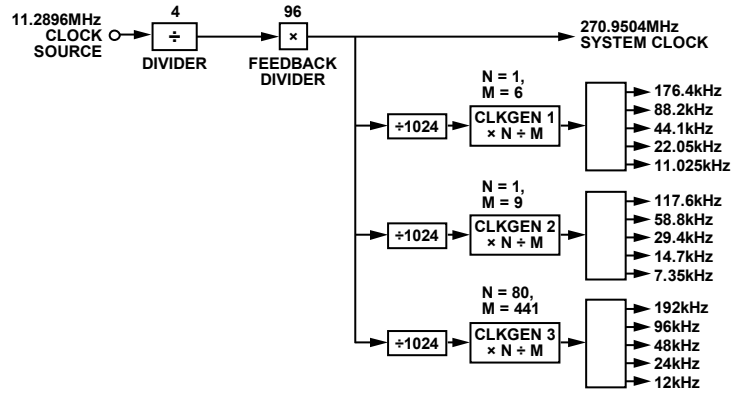 11.2896MHz
CLOCK
SOURCE
4
÷
DIVIDER
96
×
FEEDBACK
DIVIDER
270.9504MHz
SYSTEM CLOCK
N = 1,
M = 6
÷1024
CLKGEN 1
× N ÷ M
176.4kHz
88.2kHz
44.1kHz
22.05kHz
11.025kHz
N = 1,
M = 9
÷1024
CLKGEN 2
× N ÷ M
117.6kHz
58.8kHz
29.4kHz
14.7kHz
7.35kHz
N = 80,
M = 441
÷1024
CLKGEN 3
× N ÷ M
192kHz
96kHz
48kHz
24kHz
12kHz